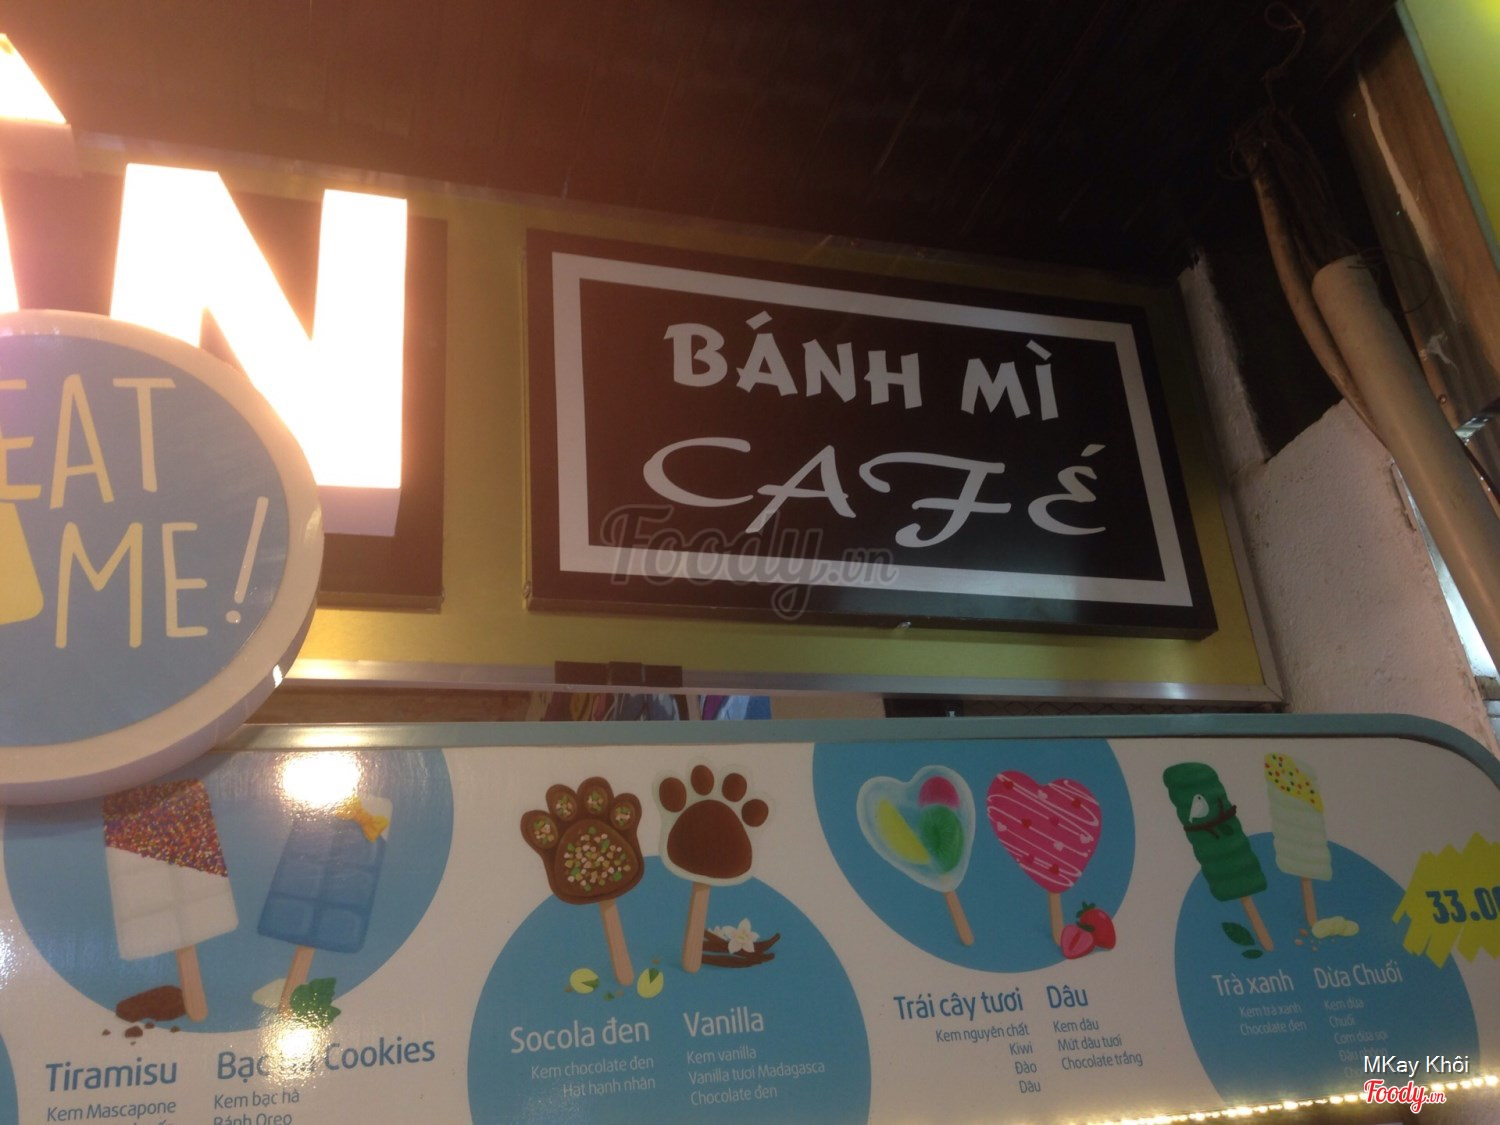 AN
EAT
ME!
BÁNH MÌ
CAFÉ
Foody.vn
Tiramisu
Kem Mascapone
Cookies
Kem bạc hà
Bánh Oreo
Socola đen
Kem chocolate đen
Hạt hạnh nhân
Vanilla
Kem vanilla
Vanilla tươi Madagasca
Chocolate đen
Trái cây tươi
Kem nguyên chất
Kiwi
Đào
Dâu
Dâu
Kem dâu
Mứt dâu tươi
Chocolate trắng
Trà xanh
Kem trà xanh
Chocolate đen
Dừa Chuối
Kem dừa
Chuối
33.00
MKay Khôi
Foody.vn